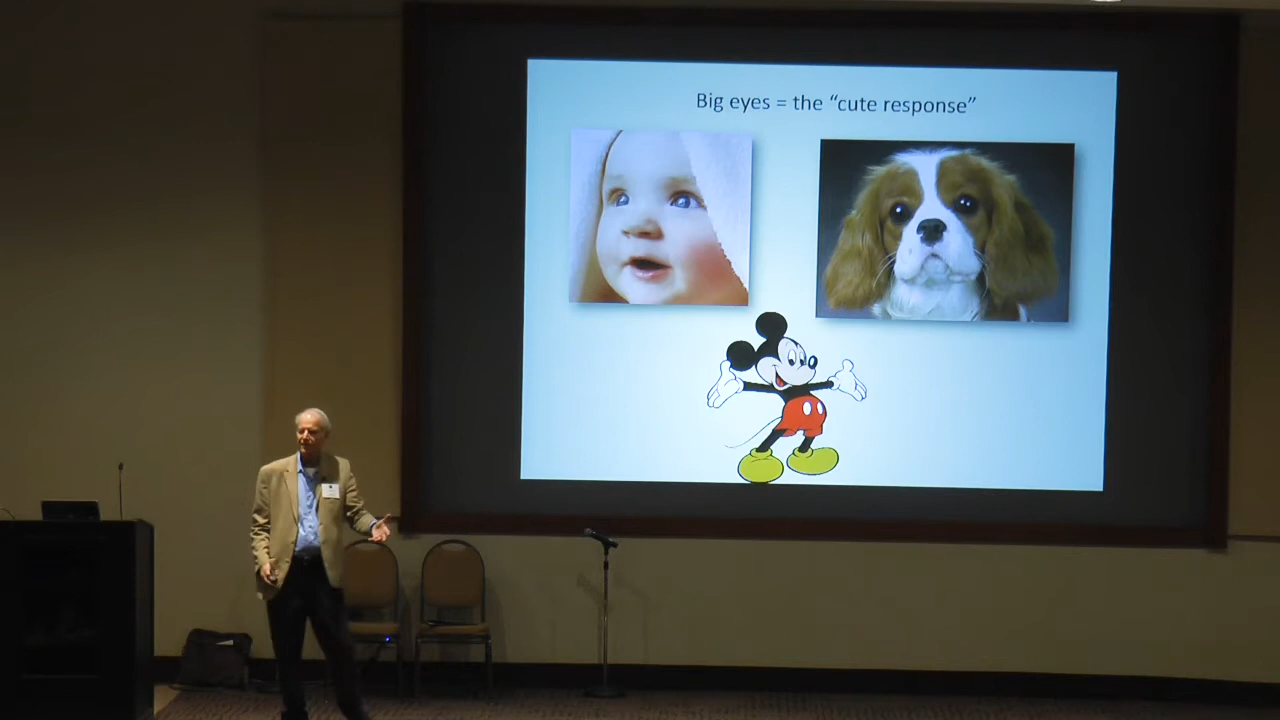 Big eyes = the “cute response”